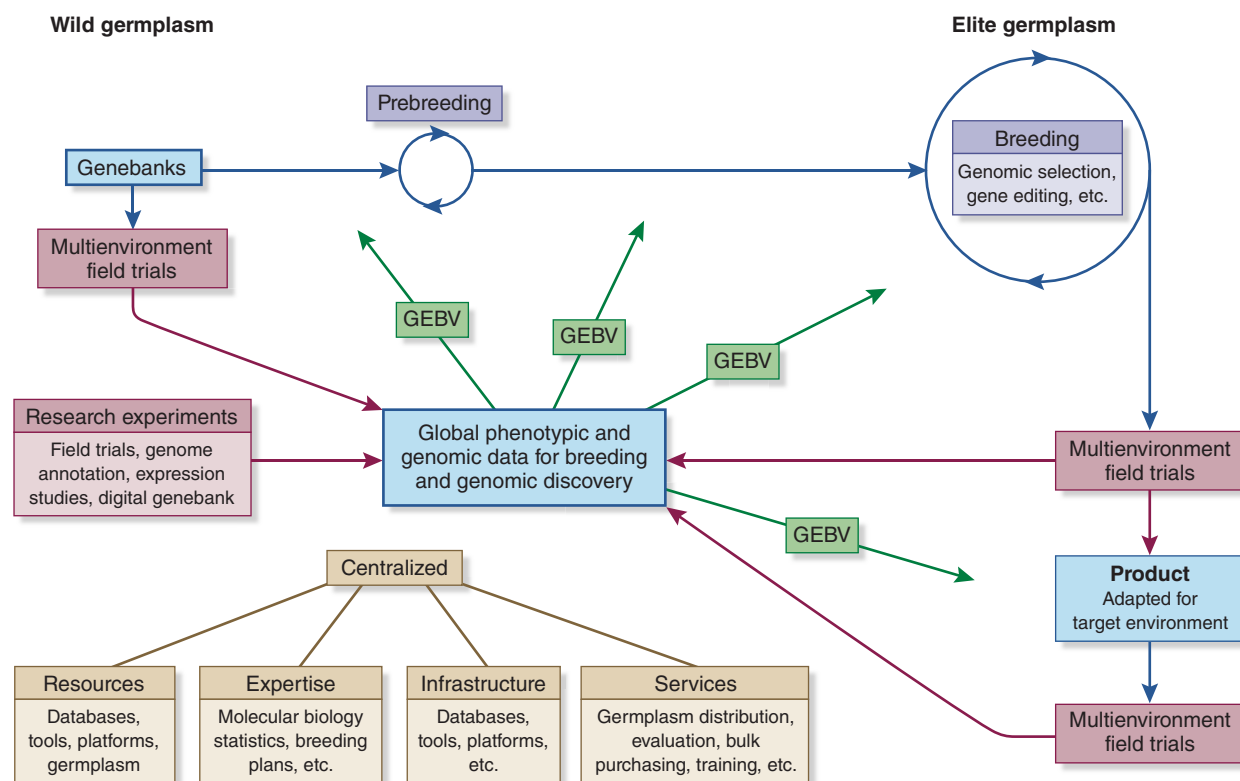 Wild germplasm
Elite germplasm
Prebreeding
Genebanks
Breeding
Genomic selection,
gene editing, etc.
Multienvironment
field trials
GEBV
GEBV
GEBV
Research experiments
Field trials, genome
annotation, expression
studies, digital genebank
Global phenotypic and
genomic data for breeding
and genomic discovery
Multienvironment
field trials
GEBV
Product
Adapted for
target environment
Centralized
Resources
Databases,
tools, platforms,
germplasm
Expertise
Molecular biology
statistics, breeding
plans, etc.
Infrastructure
Databases,
tools, platforms,
etc.
Services
Germplasm distribution,
evaluation, bulk
purchasing, training, etc.
Multienvironment
field trials